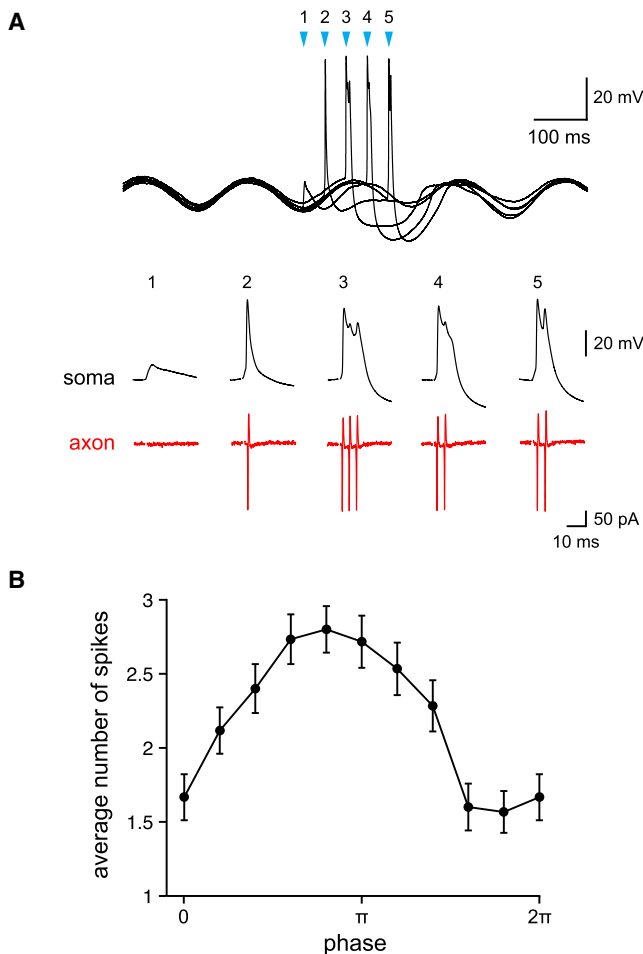 A
1 2 3 4 5
20 mV
100 ms
1 2 3 4 5
soma
20 mV
axon
50 pA
10 ms
B
average number of spikes
3
2.5
2
1.5
1
0 π 2π
phase